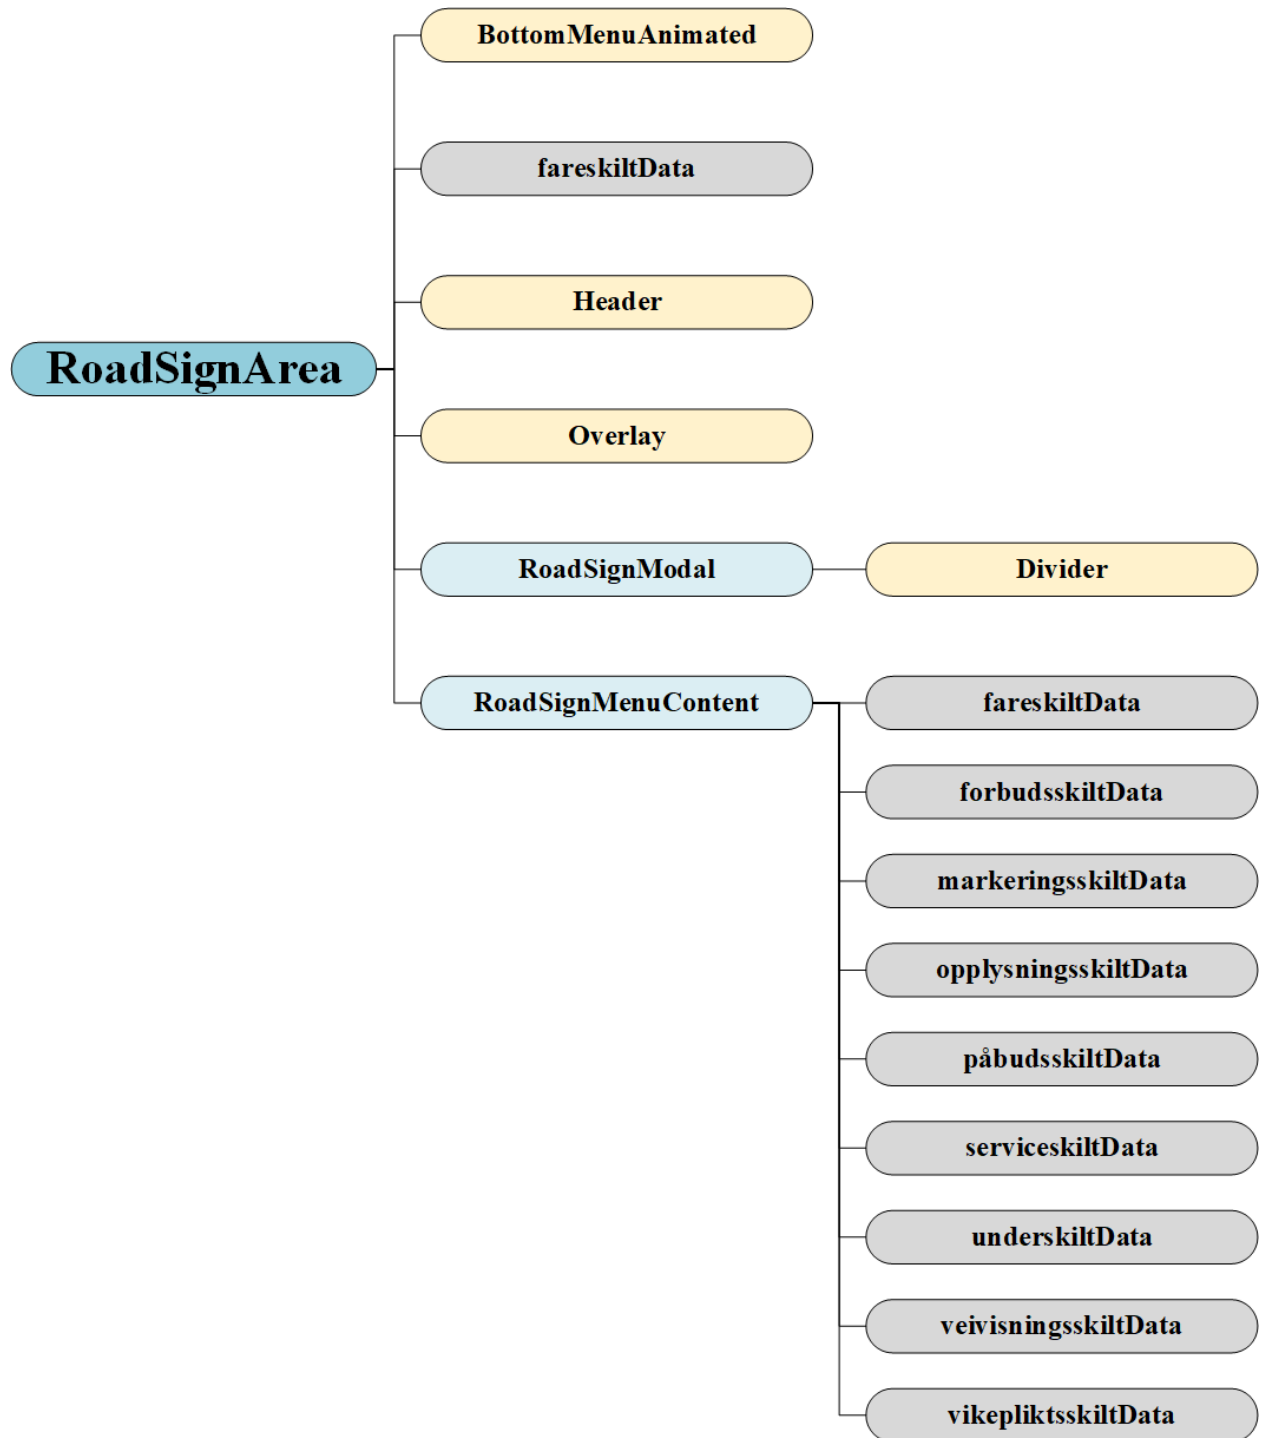 BottomMenuAnimated
fareskiltData
Header
RoadSignArea
Overlay
RoadSignModal
Divider
RoadSignMenuContent
fareskiltData
forbudsskiltData
markeringsskiltData
opplysningsskiltData
påbudsskiltData
serviceskiltData
underskiltData
veivisningsskiltData
vikepliktsskiltData